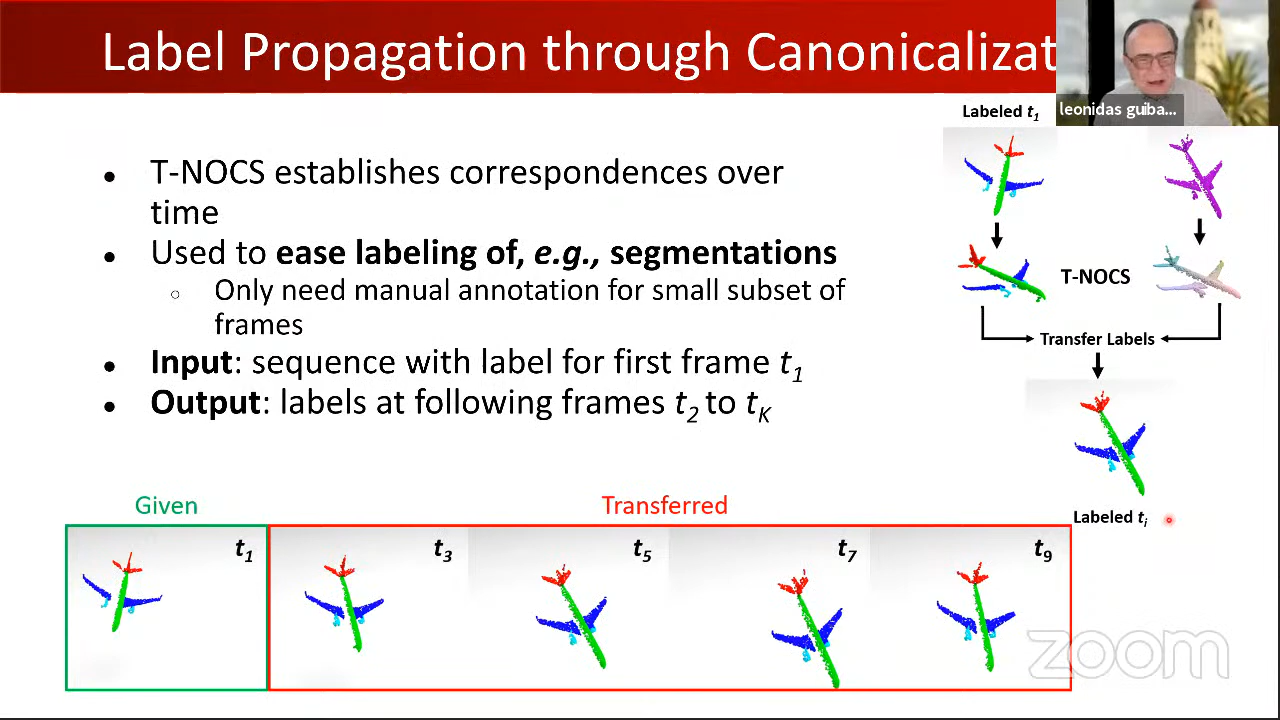 Label Propagation through Canonicalizat
leonidas guiba...
• T-NOCS establishes correspondences over
time
• Used to ease labeling of, e.g., segmentations
○ Only need manual annotation for small subset of
frames
• Input: sequence with label for first frame t1
• Output: labels at following frames t2 to tK
Labeled t1
T-NOCS
Transfer Labels
Labeled ti
Given
Transferred
t1
t3
t5
t7
t9
zoom